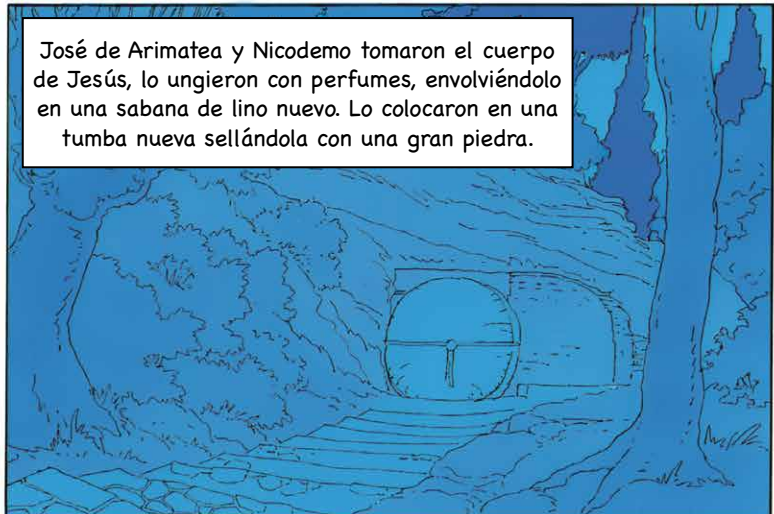 José de Arimatea y Nicodemo tomaron el cuerpo
de Jesús, lo ungieron con perfumes, envolviéndolo
en una sabana de lino nuevo. Lo colocaron en una
tumba nueva sellándola con una gran piedra.